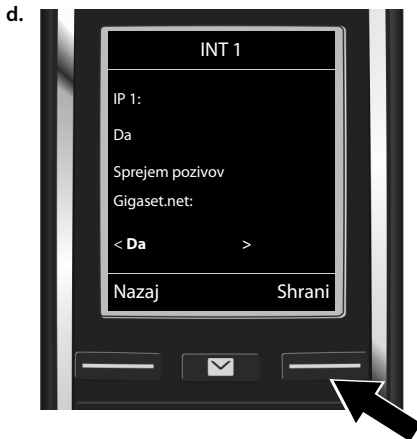 d.
INT 1
IP 1:
Da
Sprejem pozivov
Gigaset.net:
< Da >
Nazaj Shrani